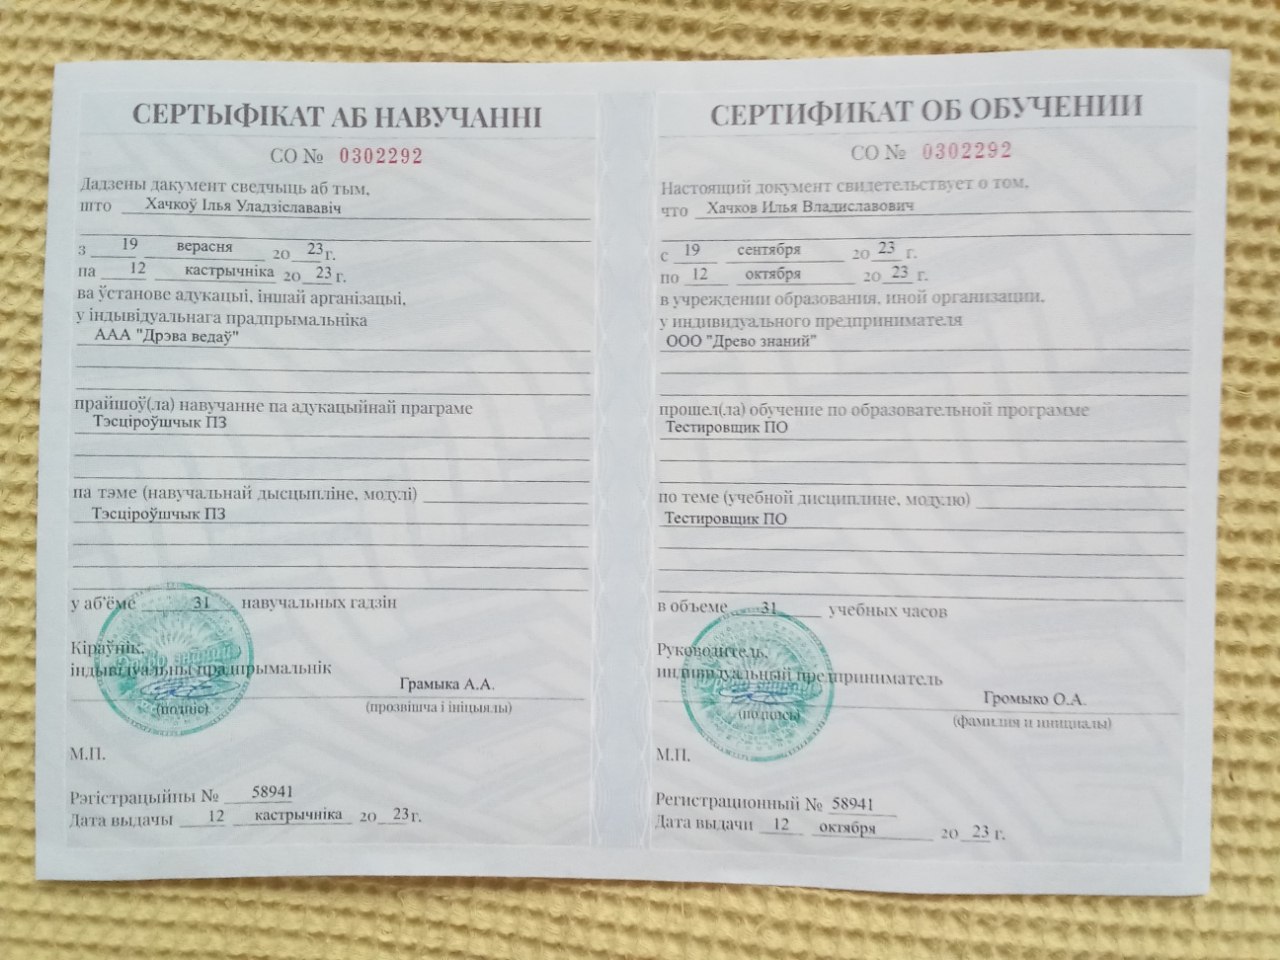 СЕРТЫФІКАТ АБ НАВУЧАННІ
СО № 0302292
Дадзены дакумент сведчыць аб тым,
што Хачкоў Ілья Уладзіслававіч
з 19 верасня 20 23г.
па 12 кастрычніка 20 23 г.
ва ўстанове адукацыі, іншай арганізацыі,
у індывідуальнага прадпрымальніка
ААА "Дрэва ведаў"
прайшоў(ла) навучанне па адукацыйнай праграме
Тэсціроўшчык ПЗ
па тэме (навучальнай дысцыпліне, модулі)
Тэсціроўшчык ПЗ
у аб'ёме 31 навучальных гадзін
Кіраўнік,
індывідуальны прадпрымальнік
Грамыка А.А.
(подпіс) (прозвішча і ініцыялы)
М.П.
Рэгістрацыйны № 58941
Дата выдачы 12 кастрычніка 20 23г.
СЕРТИФИКАТ ОБ ОБУЧЕНИИ
СО № 0302292
Настоящий документ свидетельствует о том,
что Хачков Илья Владиславович
с 19 сентября 20 23 г.
по 12 октября 20 23 г.
в учреждении образования, иной организации,
у индивидуального предпринимателя
ООО "Древо знаний"
прошел(ла) обучение по образовательной программе
Тестировщик ПО
по теме (учебной дисциплине, модулю)
Тестировщик ПО
в объеме 31 учебных часов
Руководитель,
индивидуальный предприниматель
Громыко О.А.
(подпись) (фамилия и инициалы)
М.П.
Регистрационный № 58941
Дата выдачи 12 октября 20 23 г.